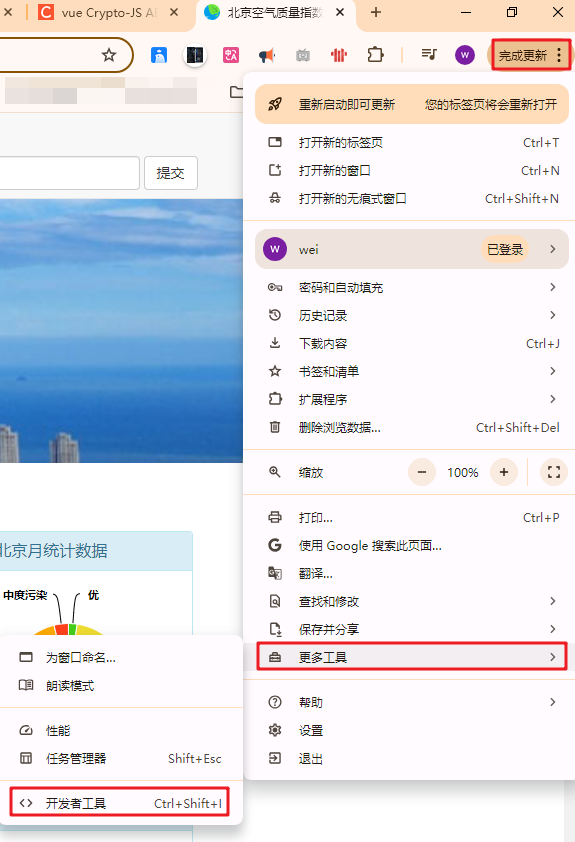 vue Crypto-JS A
北京空气质量指数
W
完成更新
提交
重新启动即可更新 您的标签页将会重新打开
打开新的标签页 Ctrl+T
打开新的窗口 Ctrl+N
打开新的无痕式窗口 Ctrl+Shift+N
W wei 已登录
密码和自动填充
历史记录
下载内容 Ctrl+J
书签和清单
扩展程序
删除浏览数据... Ctrl+Shift+Del
缩放 − 100% +
打印... Ctrl+P
使用 Google 搜索此页面...
翻译...
查找和修改
保存并分享
更多工具
帮助
设置
退出
北京月统计数据
中度污染 优
为窗口命名...
朗读模式
性能
任务管理器 Shift+Esc
开发者工具 Ctrl+Shift+I